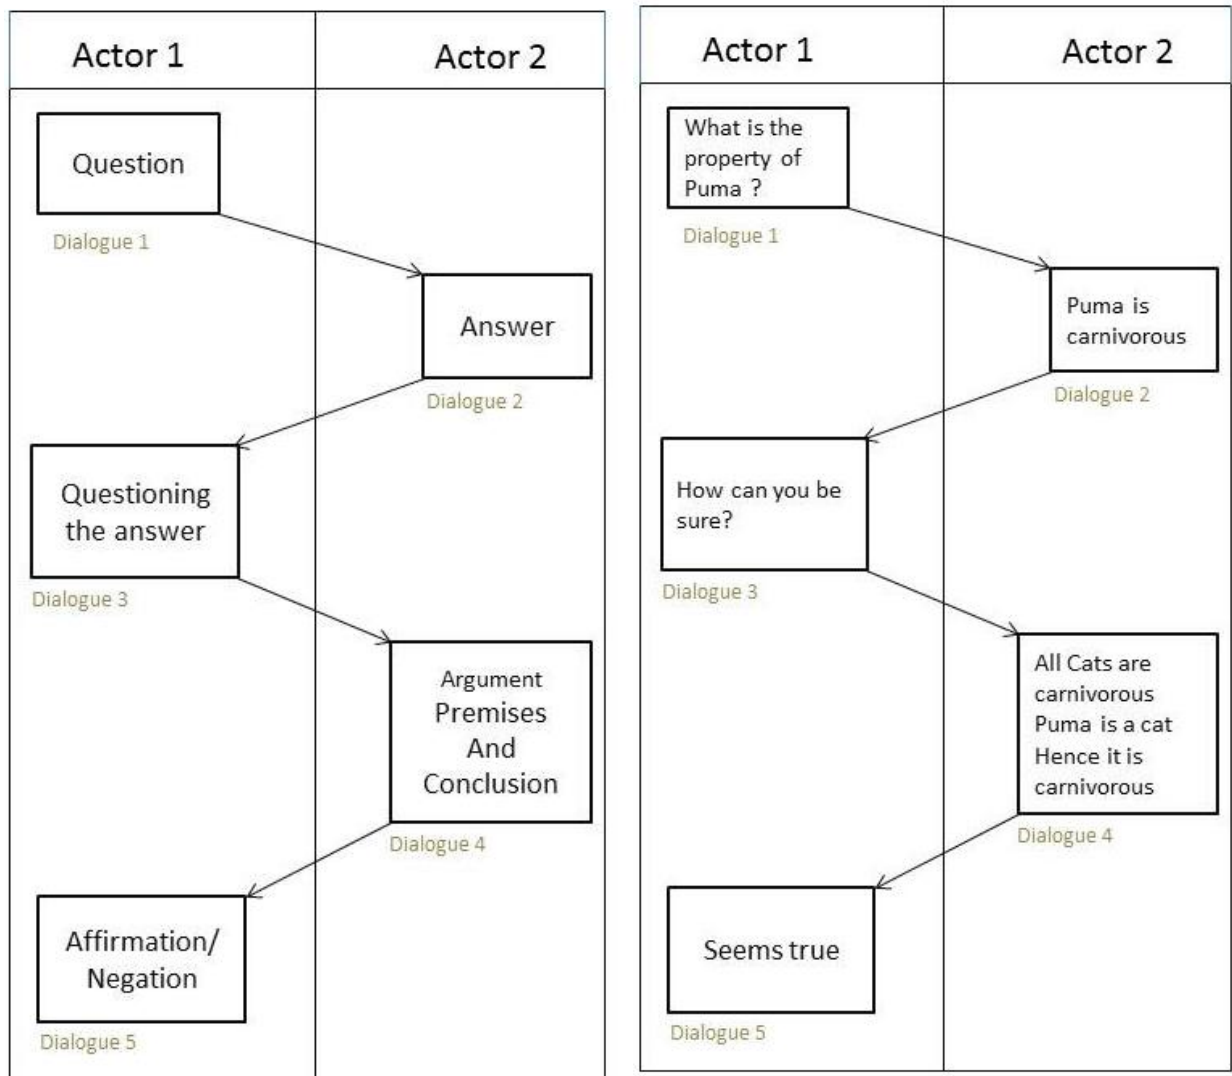 Actor 1
Actor 2
Question
Dialogue 1
Answer
Dialogue 2
Questioning
the answer
Dialogue 3
Argument
Premises
And
Conclusion
Dialogue 4
Affirmation/
Negation
Dialogue 5
Actor 1
Actor 2
What is the
property of
Puma ?
Dialogue 1
Puma is
carnivorous
Dialogue 2
How can you be
sure?
Dialogue 3
All Cats are
carnivorous
Puma is a cat
Hence it is
carnivorous
Dialogue 4
Seems true
Dialogue 5